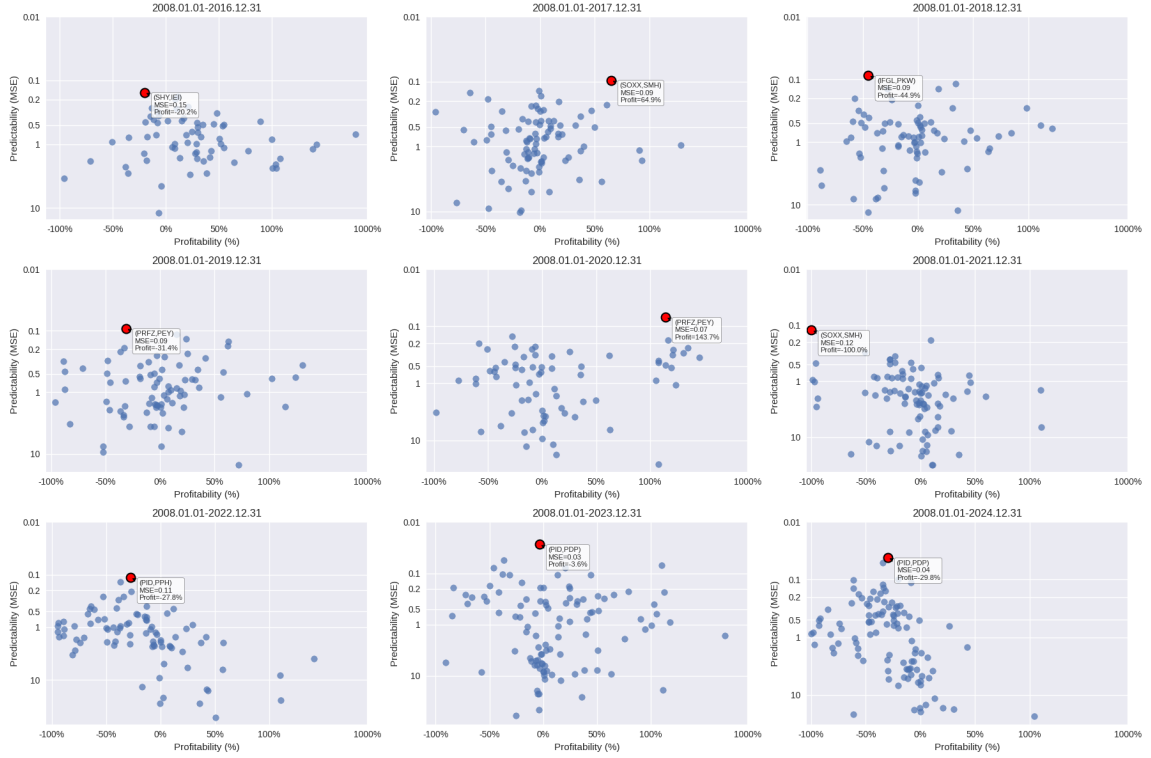 2008.01.01-2016.12.31
0.01
0.1
0.2
0.5
1
10
Predictability (MSE)
(SHY,IEI)
MSE=0.15
Profit=-20.2%
-100%
-50%
0%
50%
100%
1000%
Profitability (%)
2008.01.01-2017.12.31
0.01
0.1
0.2
0.5
1
10
Predictability (MSE)
(SOXX,SMH)
MSE=0.09
Profit=64.9%
-100%
-50%
0%
50%
100%
1000%
Profitability (%)
2008.01.01-2018.12.31
0.01
0.1
0.2
0.5
1
10
Predictability (MSE)
(IFGL,PKW)
MSE=0.09
Profit=-44.9%
-100%
-50%
0%
50%
100%
1000%
Profitability (%)
2008.01.01-2019.12.31
0.01
0.1
0.2
0.5
1
10
Predictability (MSE)
(PRFZ,PEY)
MSE=0.09
Profit=-31.4%
-100%
-50%
0%
50%
100%
1000%
Profitability (%)
2008.01.01-2020.12.31
0.01
0.1
0.2
0.5
1
10
Predictability (MSE)
(PRFZ,PEY)
MSE=0.07
Profit=143.7%
-100%
-50%
0%
50%
100%
1000%
Profitability (%)
2008.01.01-2021.12.31
0.01
0.1
0.2
0.5
1
10
Predictability (MSE)
(SOXX,SMH)
MSE=0.12
Profit=-100.0%
-100%
-50%
0%
50%
100%
1000%
Profitability (%)
2008.01.01-2022.12.31
0.01
0.1
0.2
0.5
1
10
Predictability (MSE)
(PID,PPH)
MSE=0.11
Profit=-27.8%
-100%
-50%
0%
50%
100%
1000%
Profitability (%)
2008.01.01-2023.12.31
0.01
0.1
0.2
0.5
1
10
Predictability (MSE)
(PID,PDP)
MSE=0.03
Profit=-3.6%
-100%
-50%
0%
50%
100%
1000%
Profitability (%)
2008.01.01-2024.12.31
0.01
0.1
0.2
0.5
1
10
Predictability (MSE)
(PID,PDP)
MSE=0.04
Profit=-29.8%
-100%
-50%
0%
50%
100%
1000%
Profitability (%)